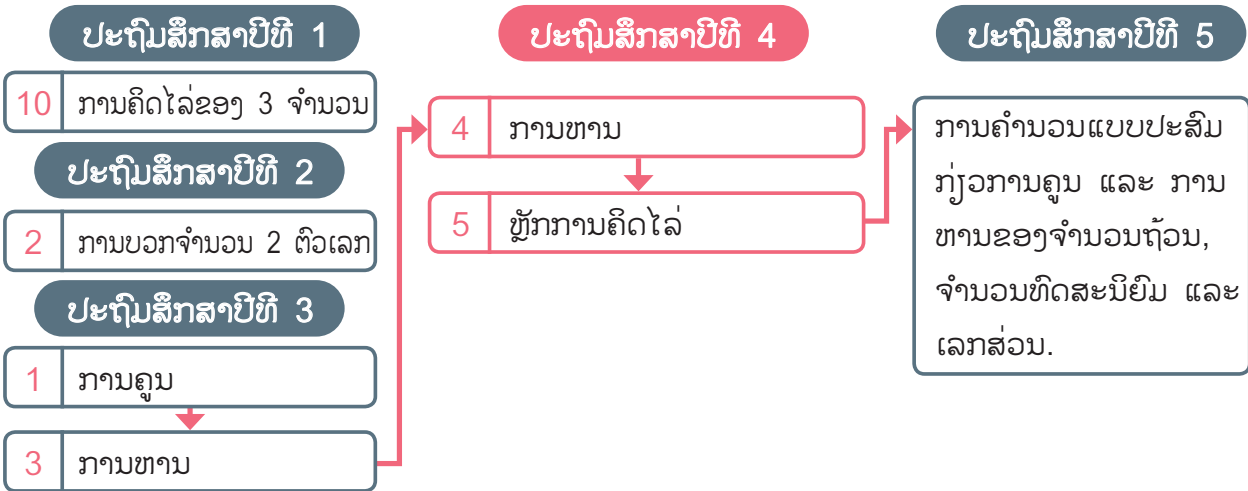 ປະຖົມສຶກສາປີທີ 1
10 ການຄິດໄລ່ຂອງ 3 ຈຳນວນ
ປະຖົມສຶກສາປີທີ 2
2 ການບວກຈຳນວນ 2 ຕົວເລກ
ປະຖົມສຶກສາປີທີ 3
1 ການຄູນ
3 ການຫານ
ປະຖົມສຶກສາປີທີ 4
4 ການຫານ
5 ຫຼັກການຄິດໄລ່
ປະຖົມສຶກສາປີທີ 5
ການຄຳນວນແບບປະສົມ
ກ່ຽວການຄູນ ແລະ ການ
ຫານຂອງຈຳນວນຖ້ວນ,
ຈຳນວນທົດສະນິຍົມ ແລະ
ເລກສ່ວນ.